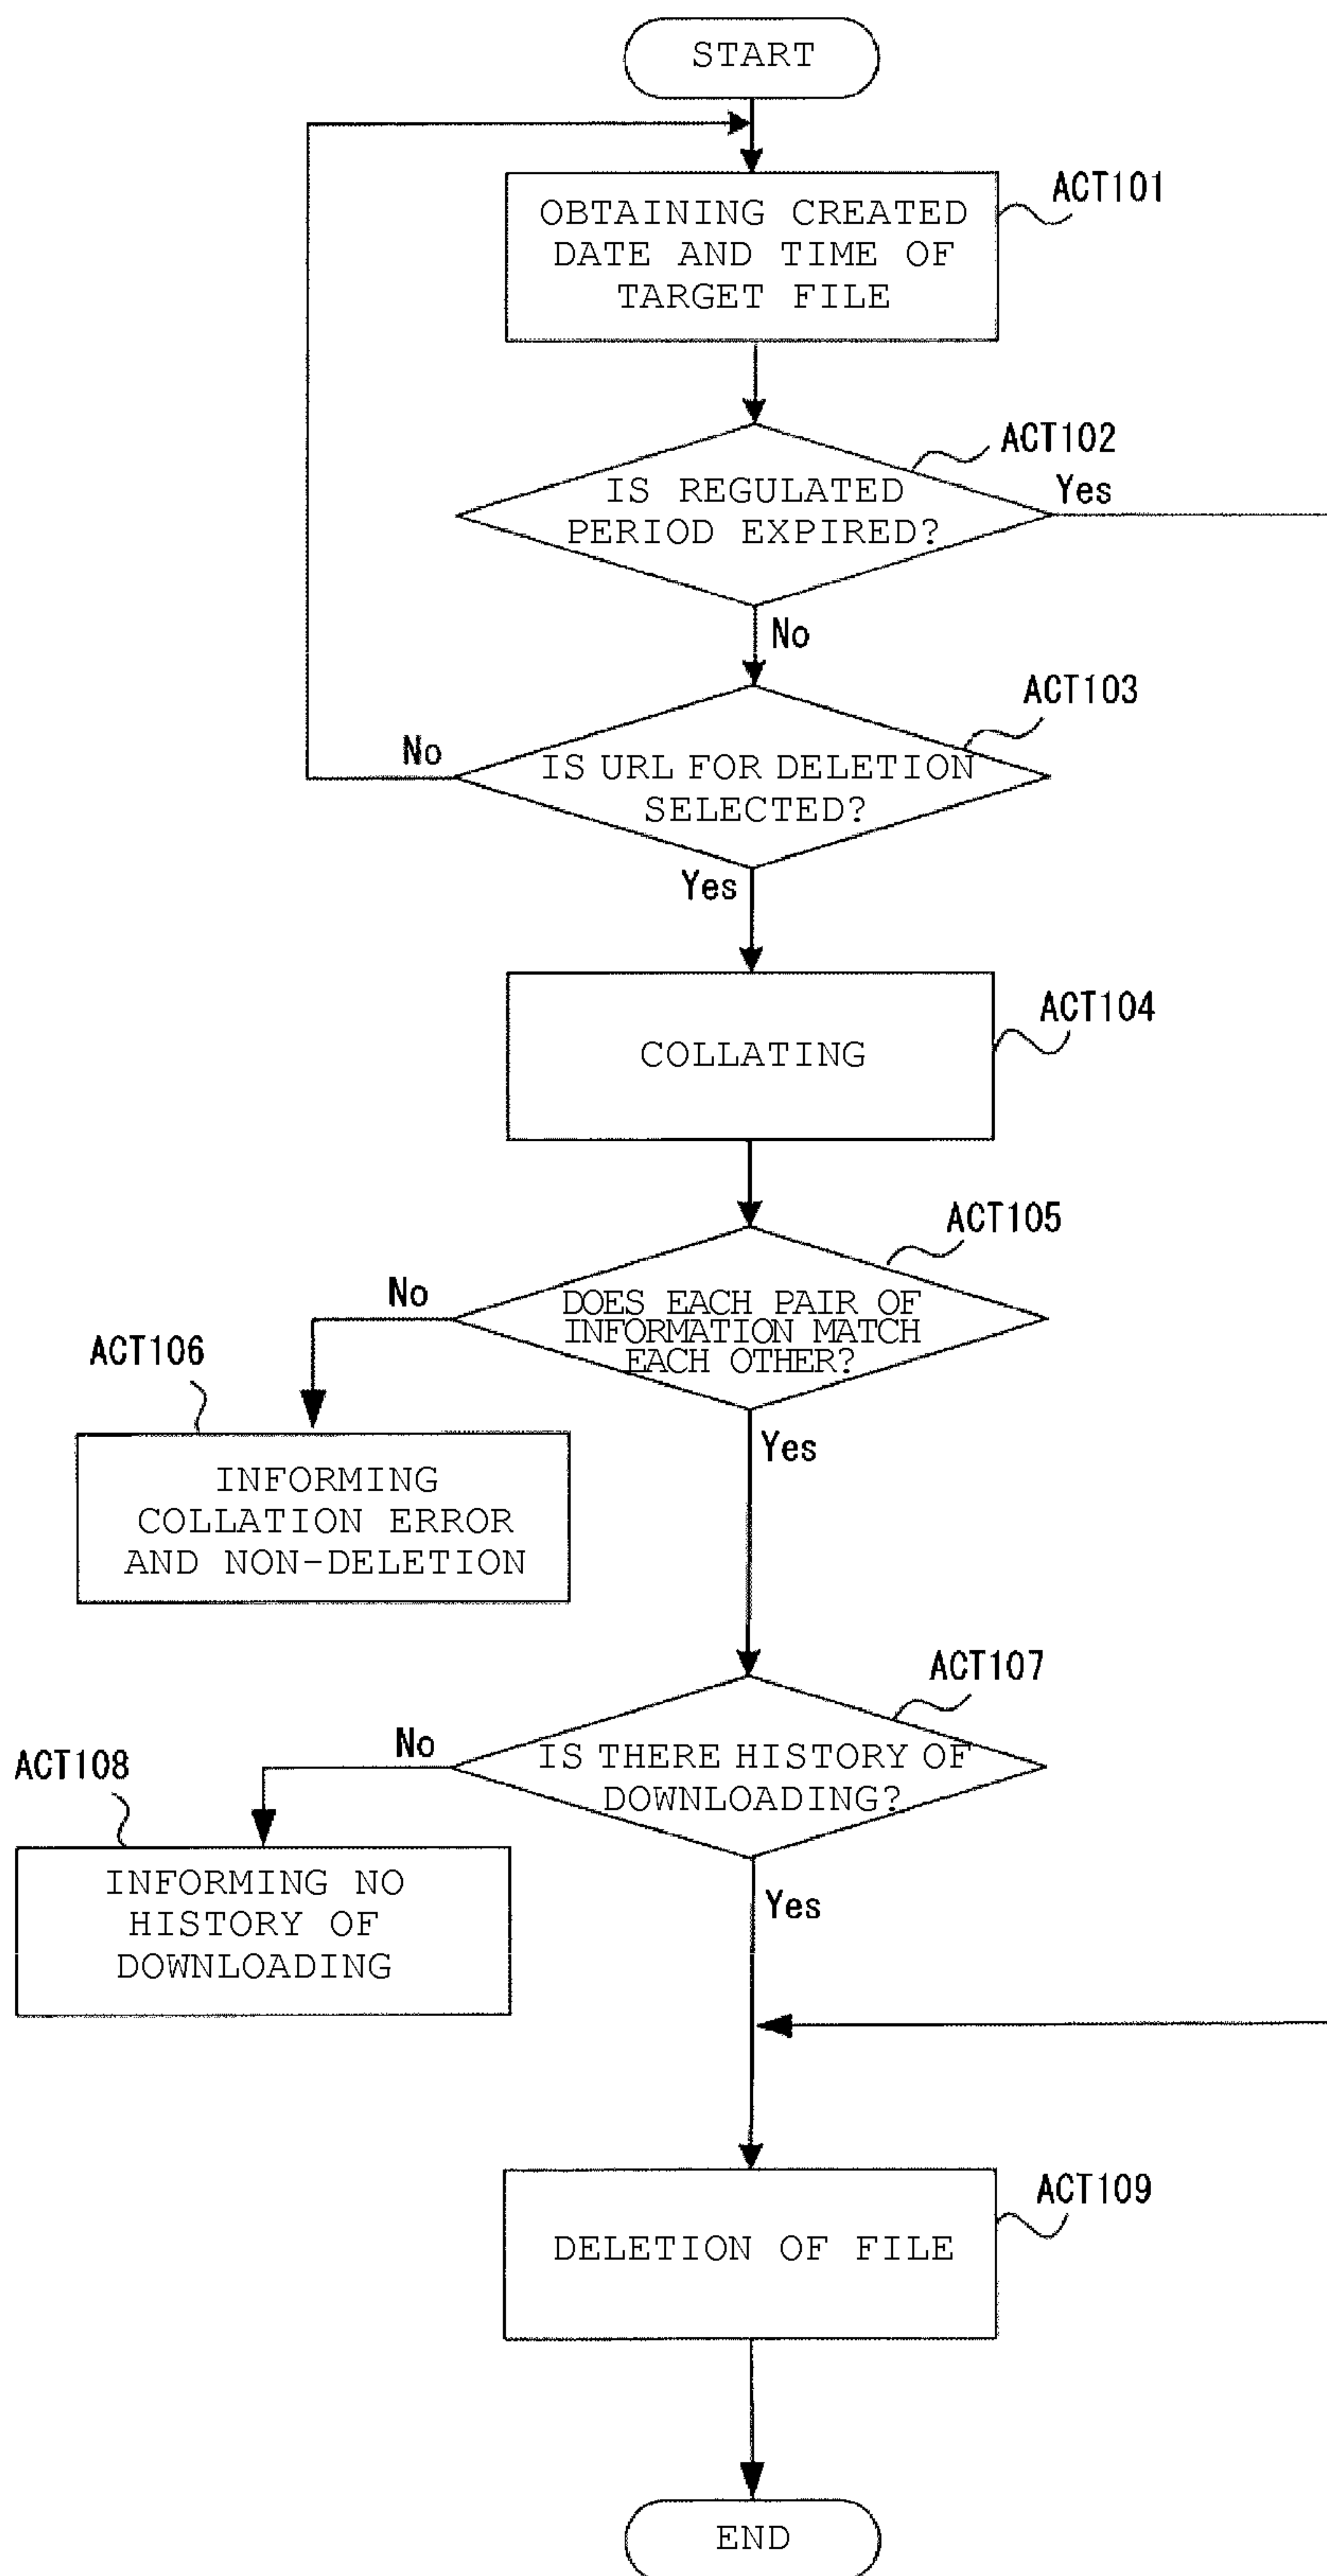 START
ACT101
OBTAINING CREATED
DATE AND TIME OF
TARGET FILE
ACT102
IS REGULATED
PERIOD EXPIRED?
Yes
No
ACT103
No
IS URL FOR DELETION
SELECTED?
Yes
ACT104
COLLATING
ACT105
No
DOES EACH PAIR OF
INFORMATION MATCH
EACH OTHER?
ACT106
Yes
INFORMING
COLLATION ERROR
AND NON-DELETION
ACT107
No
IS THERE HISTORY OF
DOWNLOADING?
ACT108
Yes
INFORMING NO
HISTORY OF
DOWNLOADING
ACT109
DELETION OF FILE
END